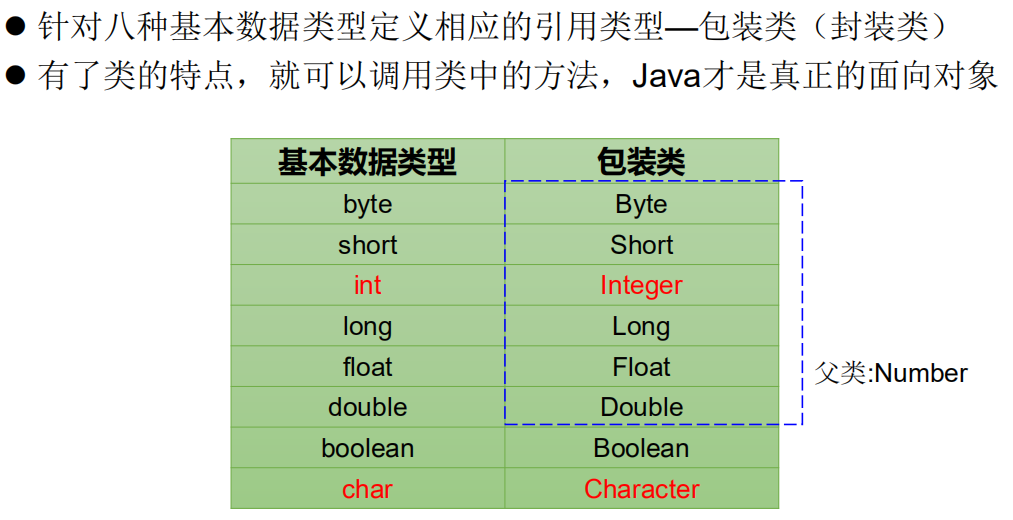 ● 针对八种基本数据类型定义相应的引用类型—包装类（封装类）
● 有了类的特点，就可以调用类中的方法，Java才是真正的面向对象
基本数据类型 包装类
byte Byte
short Short
int Integer
long Long
float Float
父类:Number
double Double
boolean Boolean
char Character